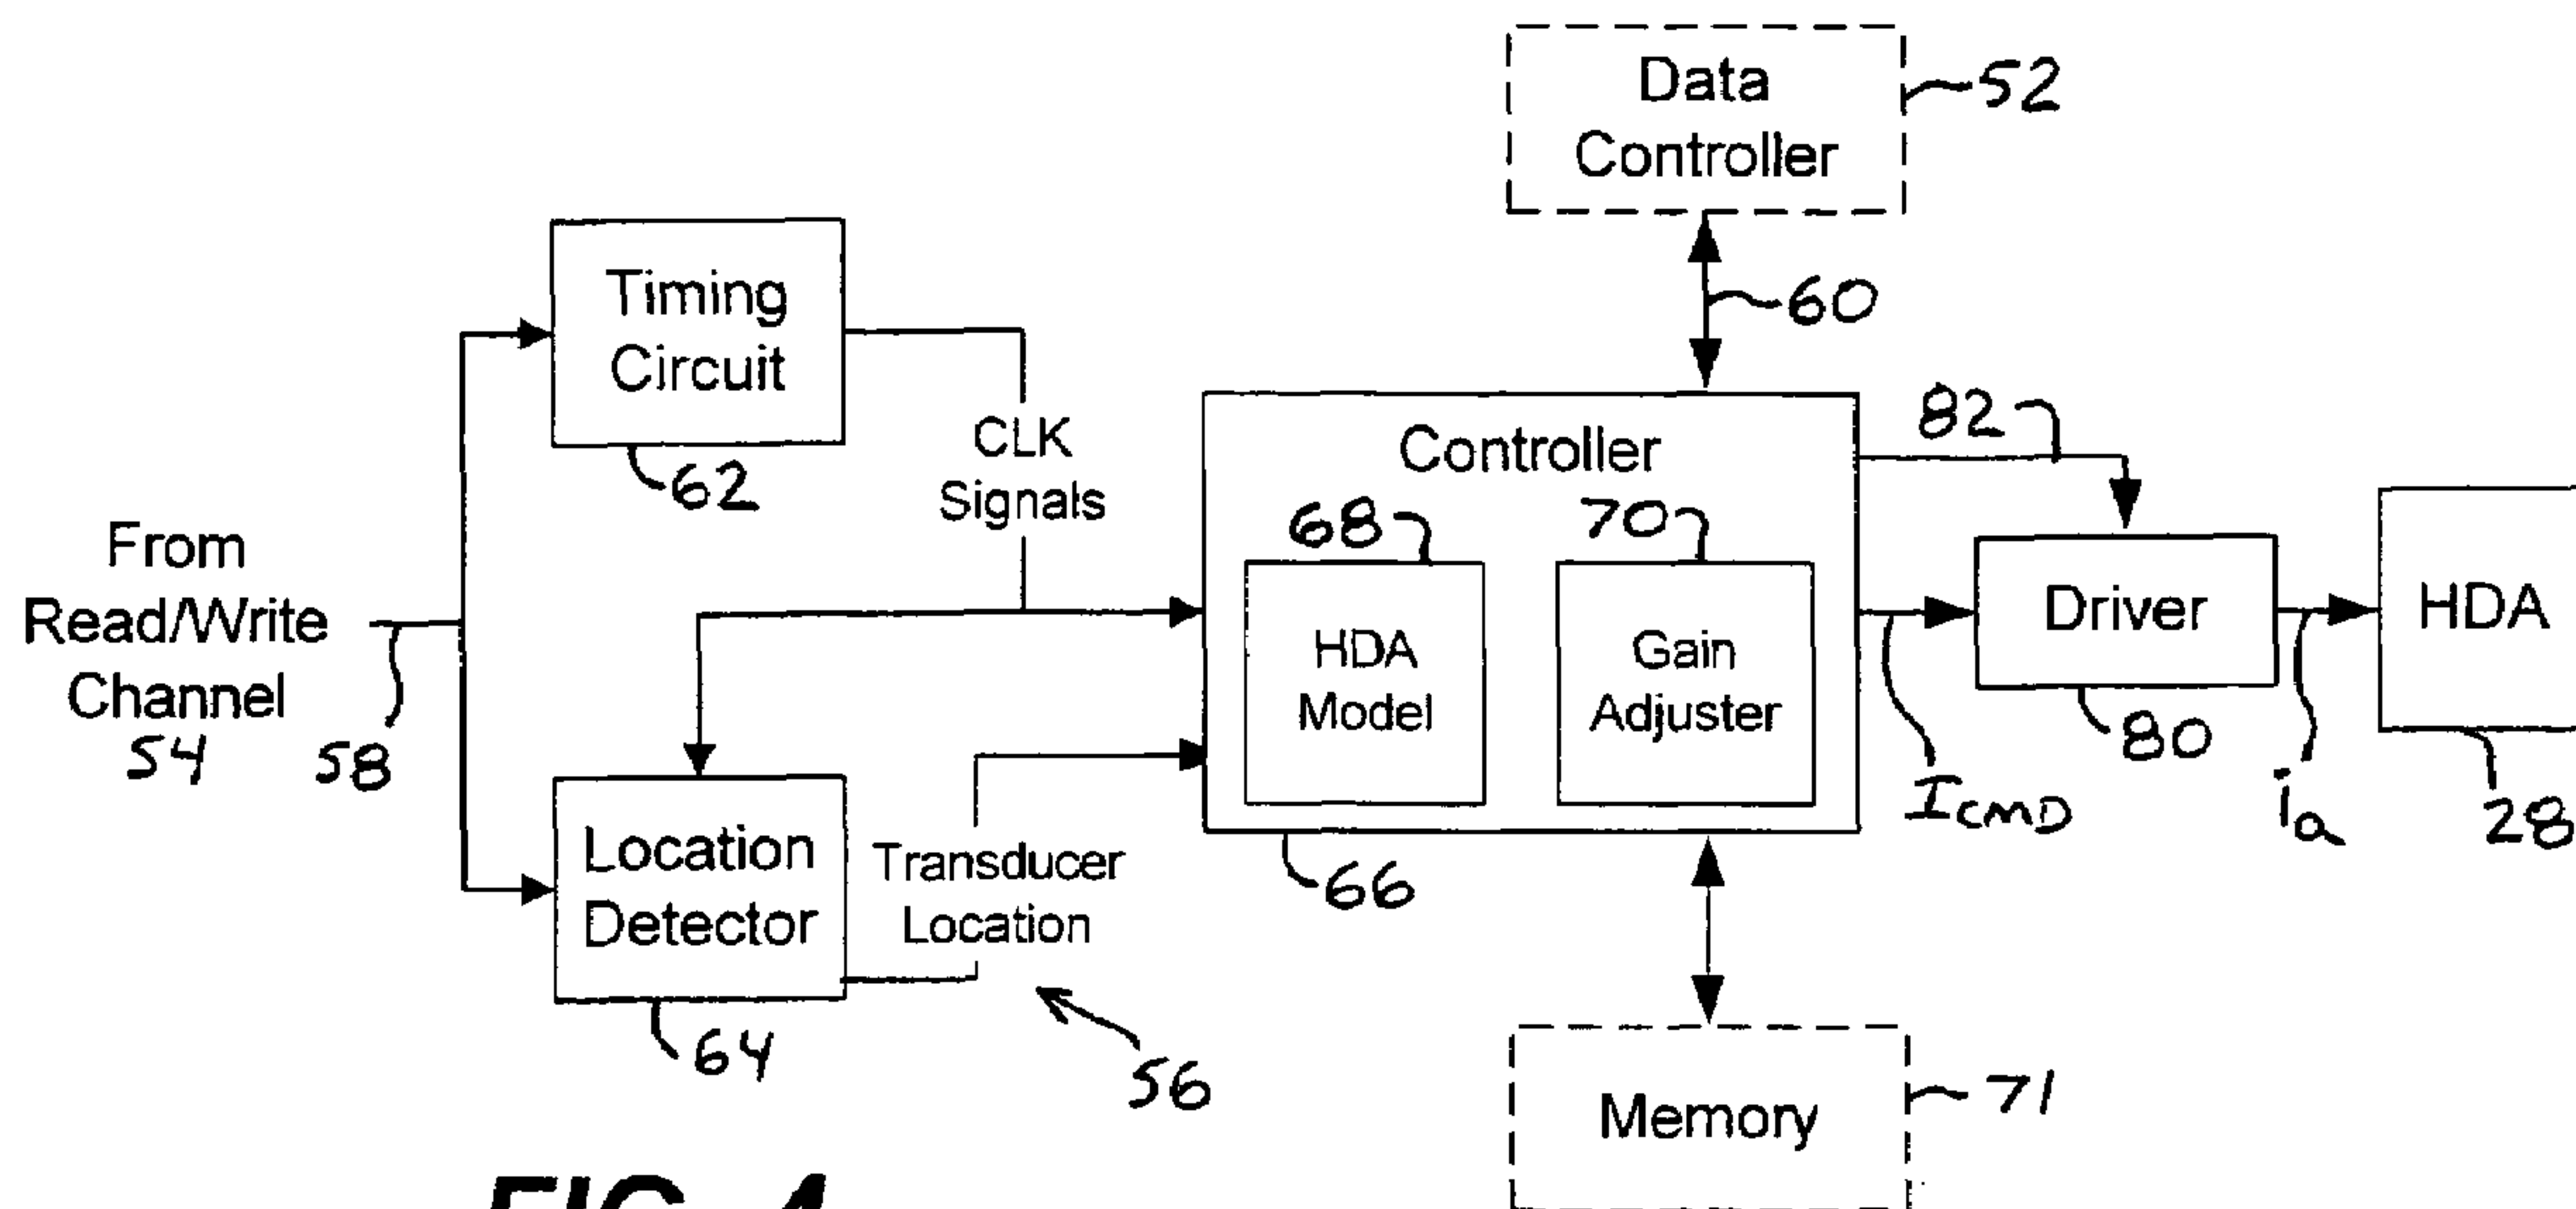 Data
Controller
52
60
Timing
Circuit
62
CLK
Signals
From
Read/Write
Channel
54
58
Location
Detector
64
Transducer
Location
56
Controller
68
HDA
Model
70
Gain
Adjuster
66
82
ICMD
Driver
80
ia
HDA
28
Memory
71
FIG. 4